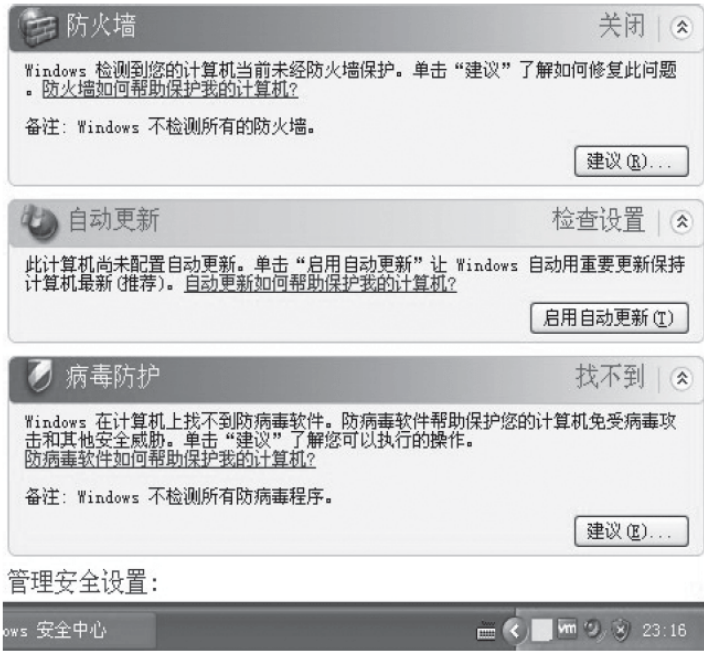 防火墙 关闭
Windows 检测到您的计算机当前未经防火墙保护。单击“建议”了解如何修复此问题
。防火墙如何帮助保护我的计算机?
备注: Windows 不检测所有的防火墙。
建议(R)...
自动更新 检查设置
此计算机尚未配置自动更新。单击“启用自动更新”让 Windows 自动用重要更新保持
计算机最新(推荐)。自动更新如何帮助保护我的计算机?
启用自动更新(T)
病毒防护 找不到
Windows 在计算机上找不到防病毒软件。防病毒软件帮助保护您的计算机免受病毒攻
击和其他安全威胁。单击“建议”了解您可以执行的操作。
防病毒软件如何帮助保护我的计算机?
备注: Windows 不检测所有防病毒程序。
建议(E)...
管理安全设置:
ows 安全中心 vm 23:16